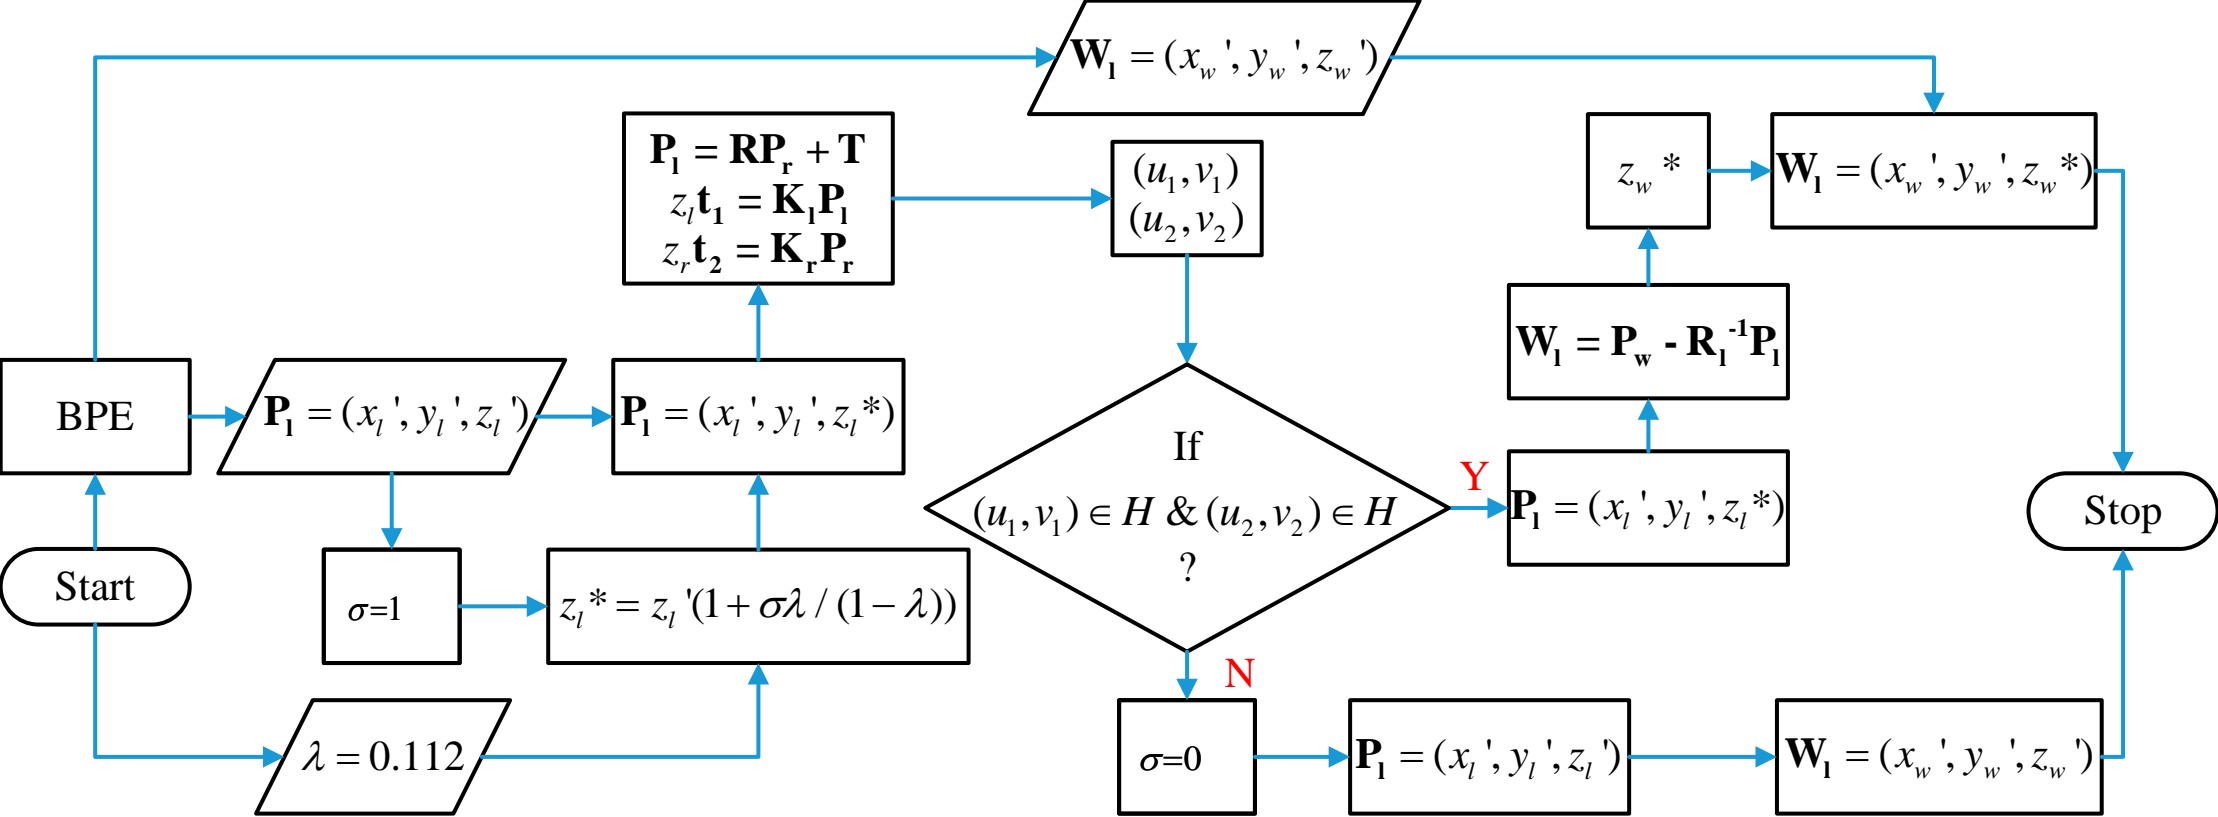 W_l = (x_w ', y_w ', z_w ')
P_l = RP_r + T
z_l t_1 = K_l P_l
z_r t_2 = K_r P_r
(u_1, v_1)
(u_2, v_2)
z_w *
W_l = (x_w ', y_w ', z_w *)
W_l = P_w - R_l^-1 P_l
BPE
P_l = (x_l ', y_l ', z_l ')
P_l = (x_l ', y_l ', z_l *)
If
(u_1, v_1) ∈ H & (u_2, v_2) ∈ H
?
Y
P_l = (x_l ', y_l ', z_l *)
Stop
Start
σ=1
z_l * = z_l '(1 + σλ / (1 − λ))
N
λ = 0.112
σ=0
P_l = (x_l ', y_l ', z_l ')
W_l = (x_w ', y_w ', z_w ')